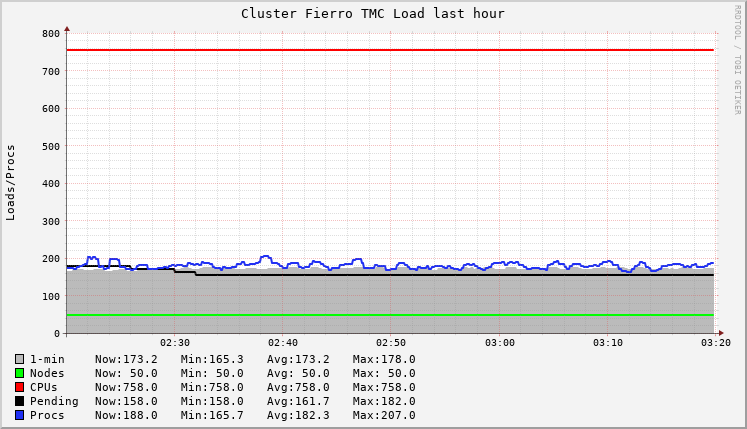 Cluster Fierro TMC Load last hour
RRDTOOL / TOBI OETIKER
Loads/Procs
800
700
600
500
400
300
200
100
0
02:30 02:40 02:50 03:00 03:10 03:20
1-min Now:173.2 Min:165.3 Avg:173.2 Max:178.0
Nodes Now: 50.0 Min: 50.0 Avg: 50.0 Max: 50.0
CPUs Now:758.0 Min:758.0 Avg:758.0 Max:758.0
Pending Now:158.0 Min:158.0 Avg:161.7 Max:182.0
Procs Now:188.0 Min:165.7 Avg:182.3 Max:207.0